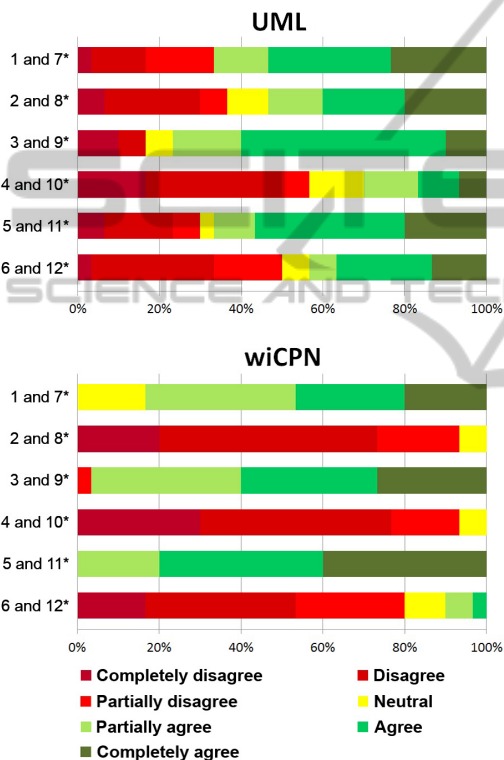 UML
1 and 7*
2 and 8*
3 and 9*
4 and 10*
5 and 11*
6 and 12*
0% 20% 40% 60% 80% 100%
SCIENCE AND TECH
wiCPN
1 and 7*
2 and 8*
3 and 9*
4 and 10*
5 and 11*
6 and 12*
0% 20% 40% 60% 80% 100%
Completely disagree Disagree
Partially disagree Neutral
Partially agree Agree
Completely agree